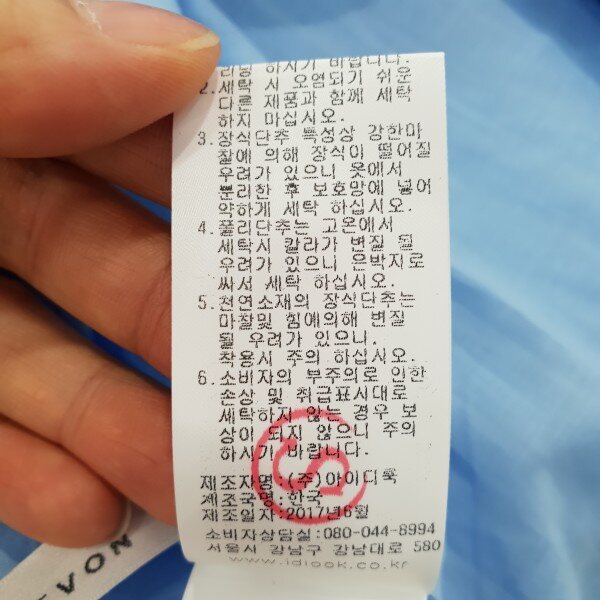 리닝 하시기 바랍니다.
2.세탁 시 오염되기 쉬운
다른 제품과 함께 세탁
하지 마십시오.
3.장식단추 특성상 강한마
찰에 의해 장식이 떨어질
우려가 있으니 옷에서
분리한 후 보호망에 넣어
약하게 세탁 하십시오.
4.폴리단추는 고온에서
세탁시 칼라가 변질 될
우려가 있으니 은박지로
싸서 세탁 하십시오.
5.천연소재의 장식단추는
마찰및 힘에의해 변질
될 우려가 있으니.
착용시 주의 하십시오.
6.소비자의 부주의로 인한
손상 및 취급표시대로
세탁하지 않는 경우 보
상이 되지 않으니 주의
하시기 바랍니다.
제조자명:(주)아이디룩
제조국명:한국
제조일자:2017년6월
소비자상담실:080-044-8994
서울시 강남구 강남대로 580
www.idlook.co.kr
VON